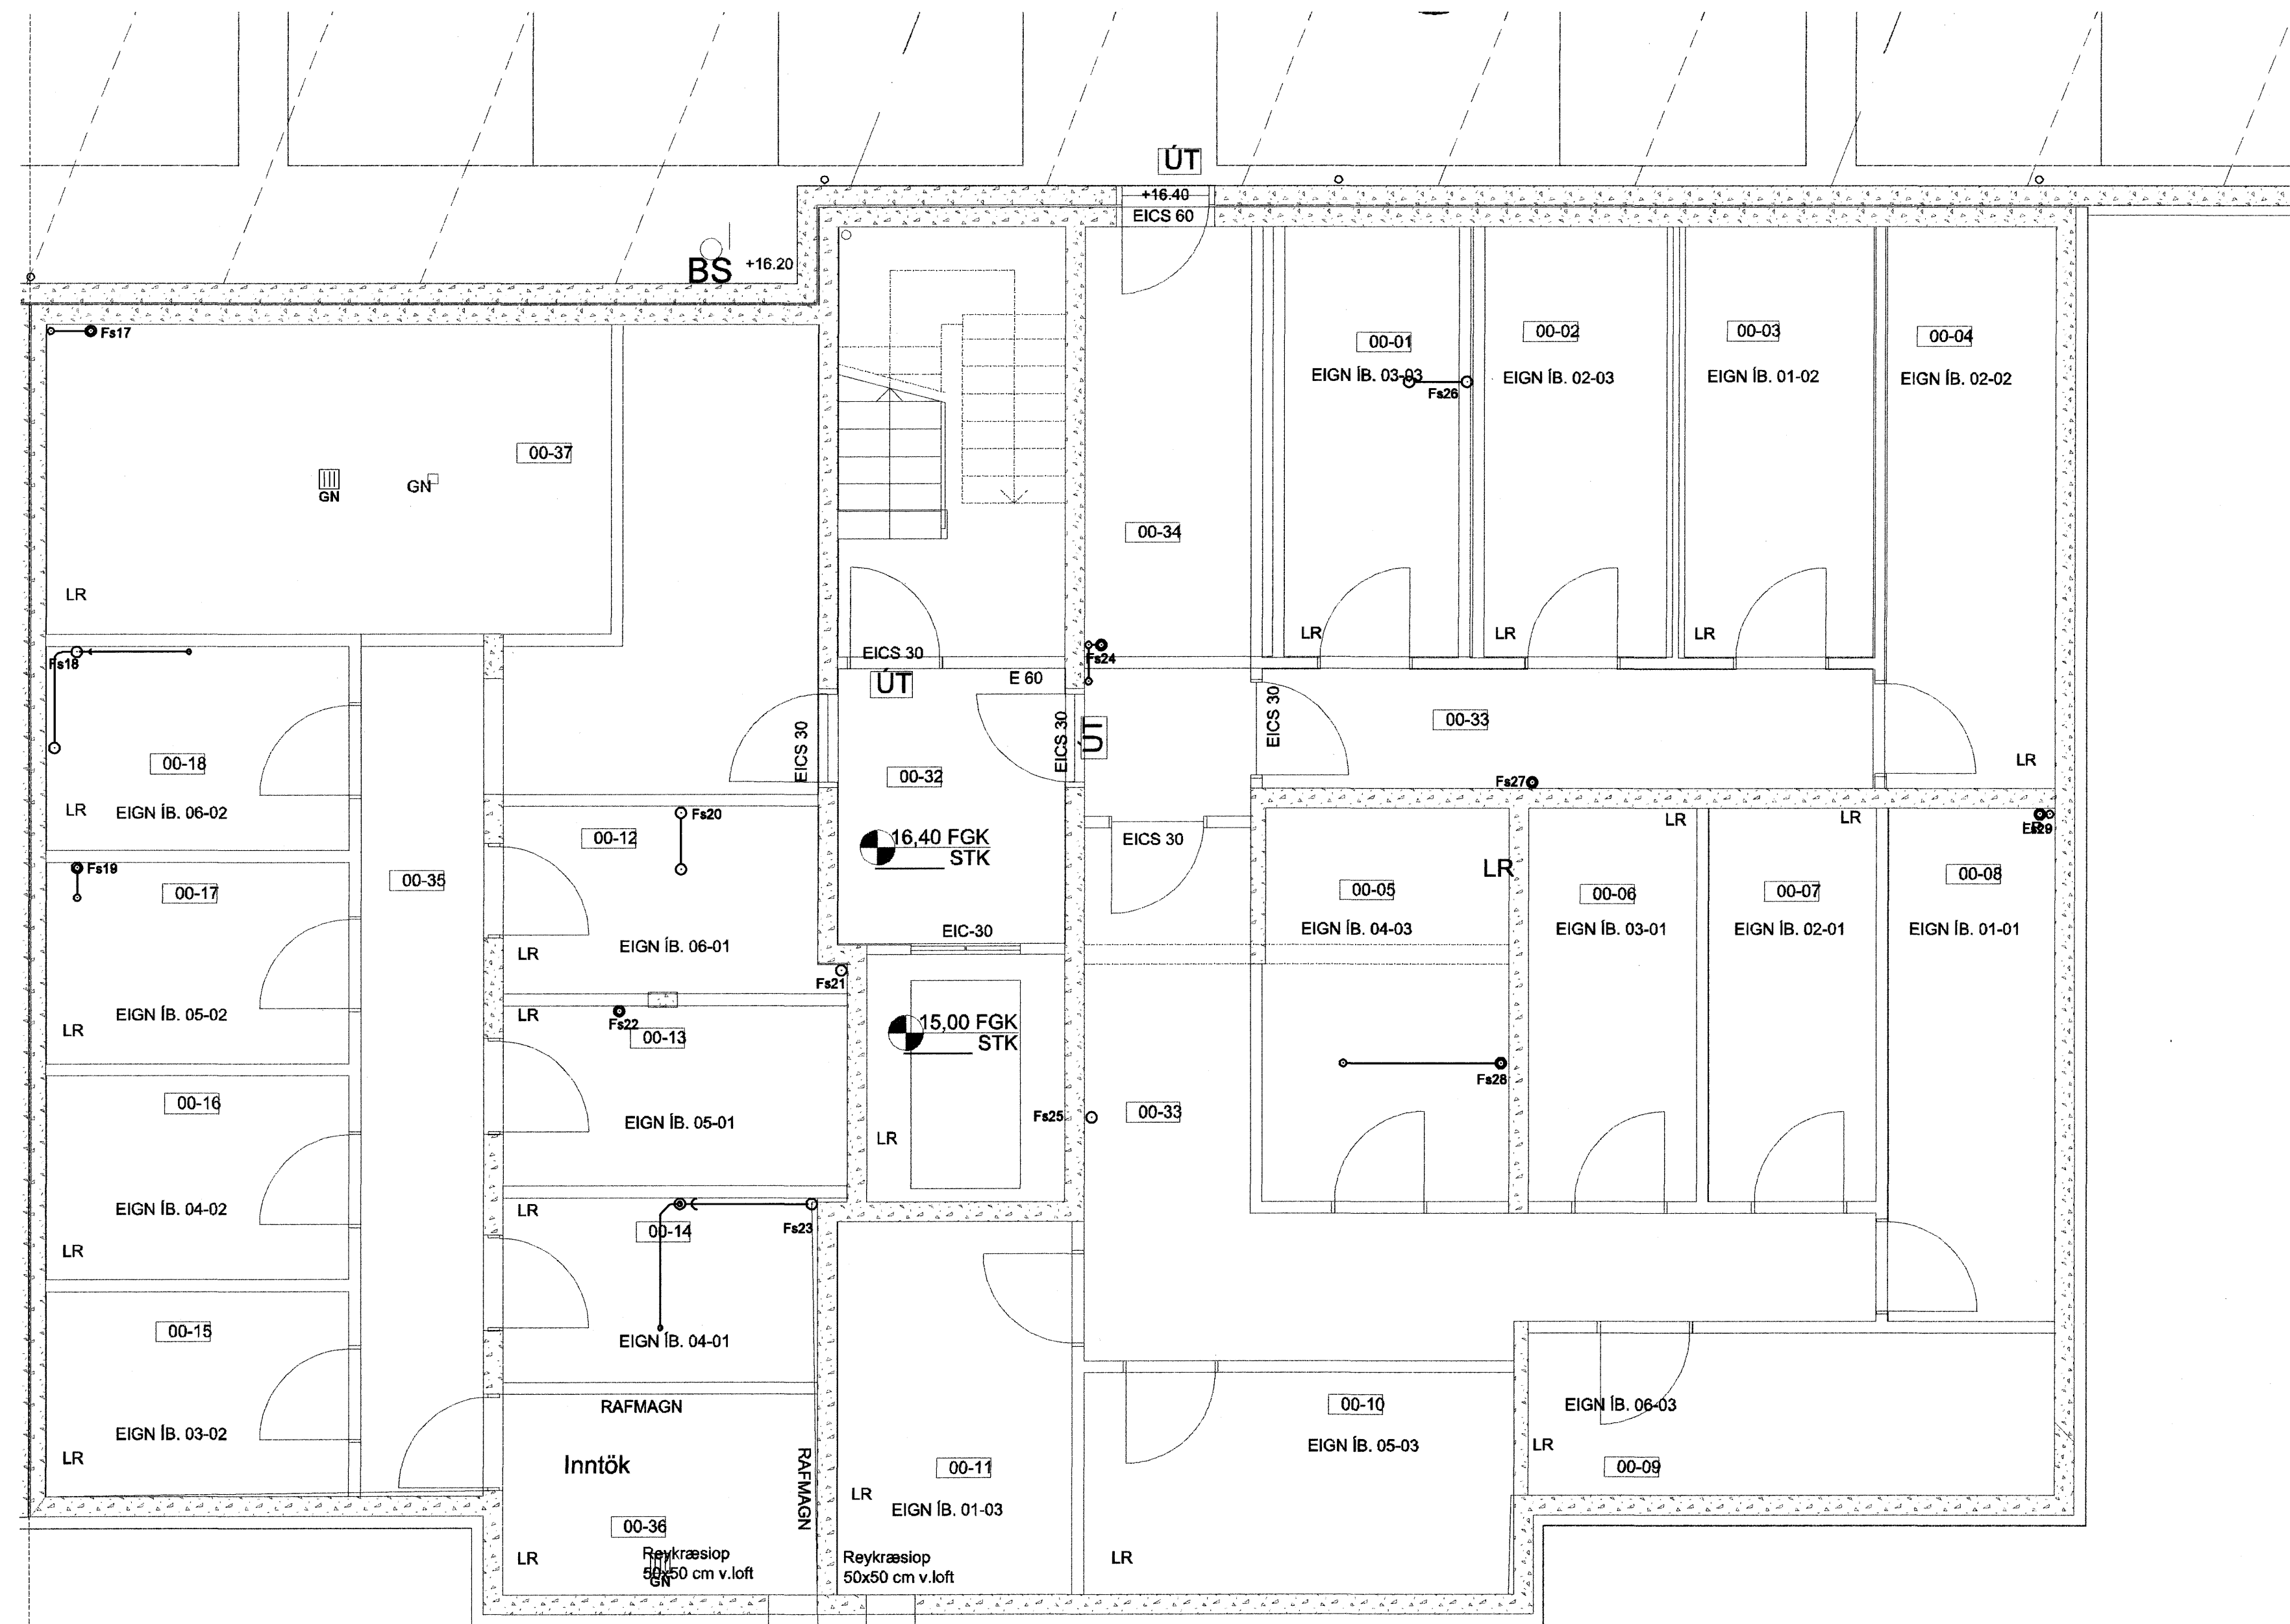 ÚT
+16.40
EICS 60
BS +16.20
Fs17
00-37
GN
GN
LR
00-34
00-01
EIGN ÍB. 03-03
Fs26
LR
00-02
EIGN ÍB. 02-03
LR
00-03
EIGN ÍB. 01-02
LR
00-04
EIGN ÍB. 02-02
LR
EICS 30
ÚT
E 60
Fs24
EICS 30
EICS 30
ÚT
EICS 30
00-33
Fs27
00-32
16,40 FGK
STK
EIC-30
EICS 30
Fs18
00-18
LR
EIGN ÍB. 06-02
Fs19
00-17
EIGN ÍB. 05-02
LR
00-16
EIGN ÍB. 04-02
LR
00-15
EIGN ÍB. 03-02
LR
00-35
Fs20
00-12
EIGN ÍB. 06-01
LR
Fs21
LR
Fs22
00-13
EIGN ÍB. 05-01
LR
Fs23
00-14
EIGN ÍB. 04-01
15,00 FGK
STK
LR
Fs25
00-33
00-05
EIGN ÍB. 04-03
LR
Fs28
LR
00-06
EIGN ÍB. 03-01
LR
00-07
EIGN ÍB. 02-01
Fs29
00-08
EIGN ÍB. 01-01
RAFMAGN
Inntök
RAFMAGN
00-36
LR
Reykræsiop
50x50 cm v.loft
GN
00-11
LR
EIGN ÍB. 01-03
Reykræsiop
50x50 cm v.loft
00-10
EIGN ÍB. 05-03
LR
EIGN ÍB. 06-03
LR
00-09